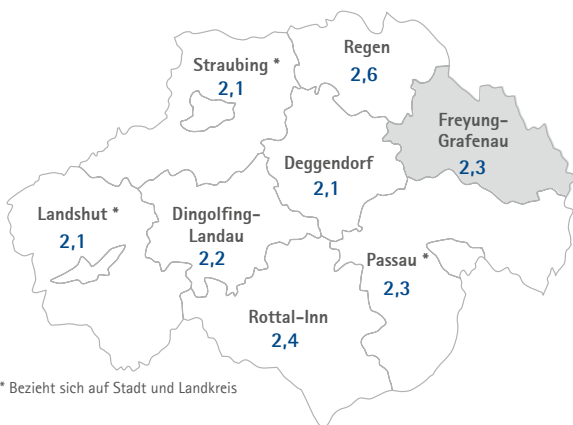 Regen
2,6
Straubing *
2,1
Freyung-
Grafenau
2,3
Deggendorf
2,1
Landshut *
2,1
Dingolfing-
Landau
2,2
Passau *
2,3
Rottal-Inn
2,4
* Bezieht sich auf Stadt und Landkreis